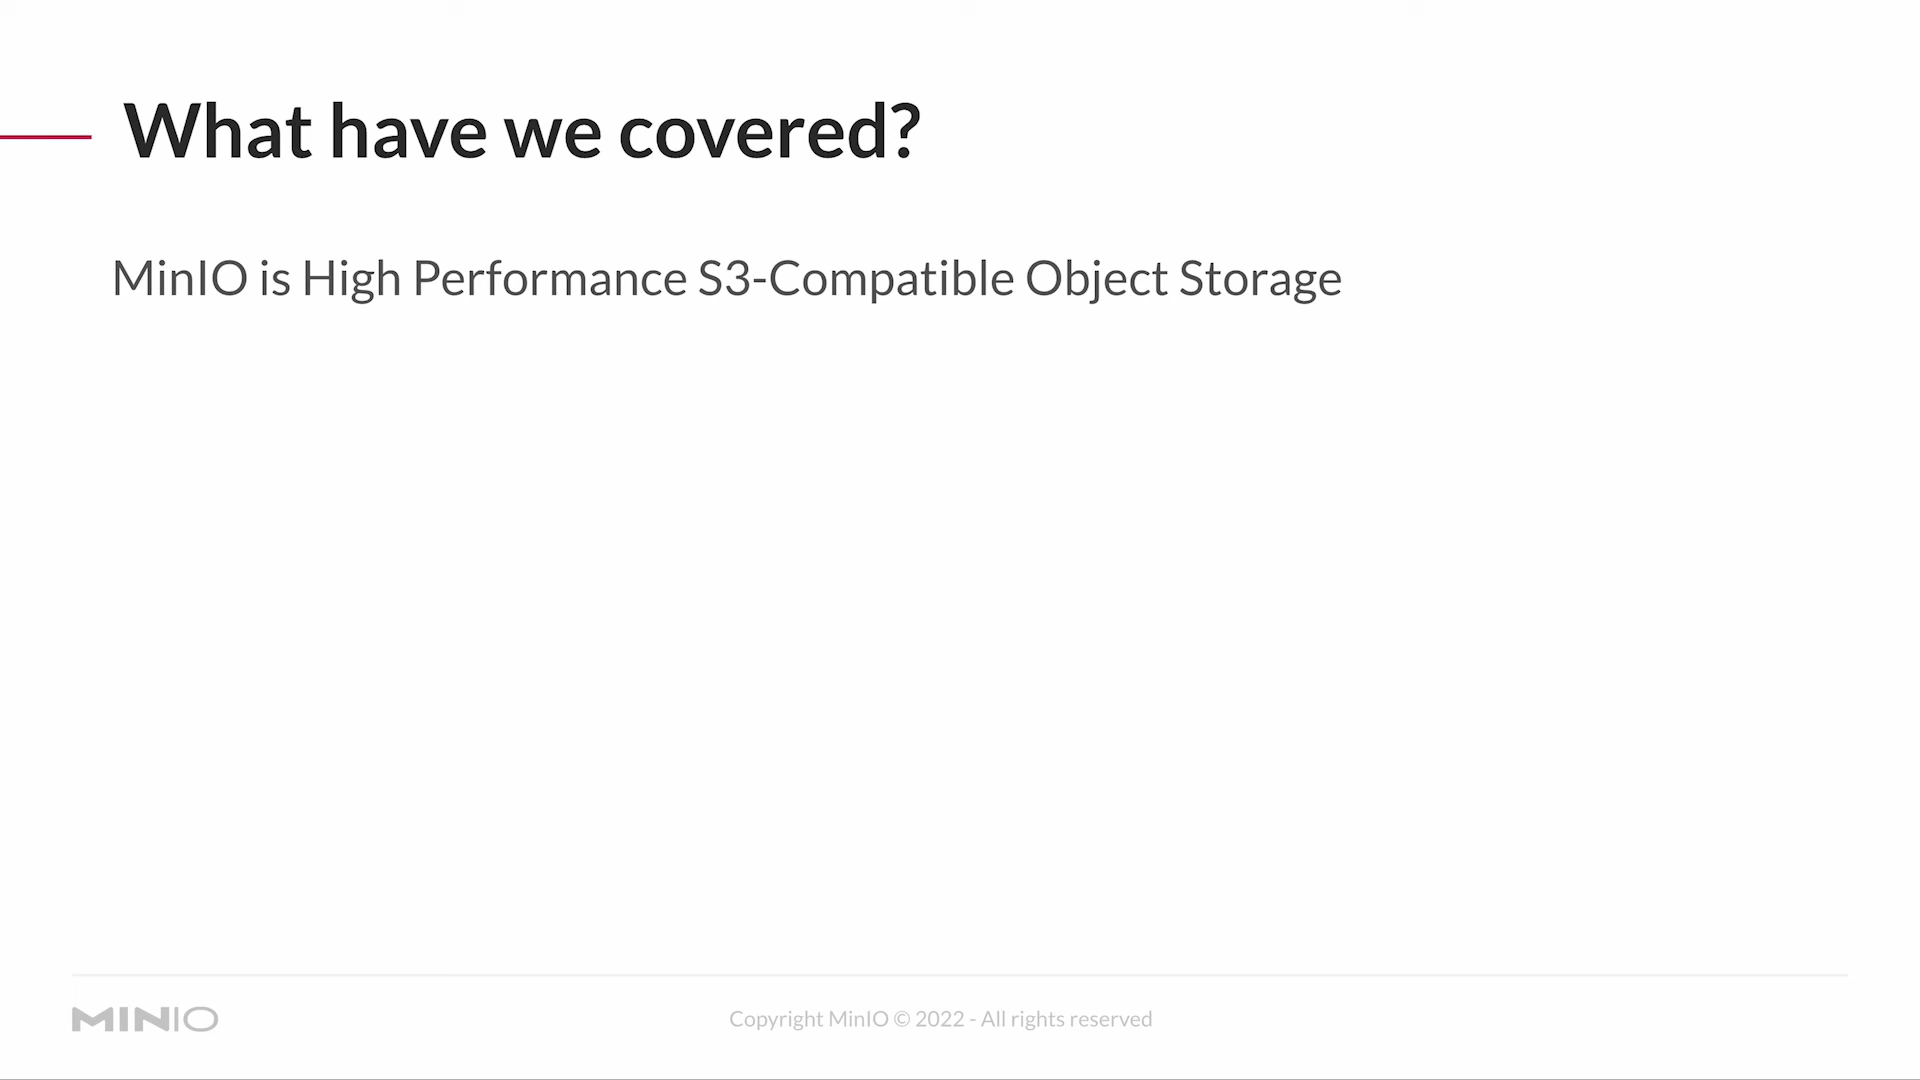 What have we covered?
MinIO is High Performance S3-Compatible Object Storage
MINIO
Copyright MinIO © 2022 - All rights reserved